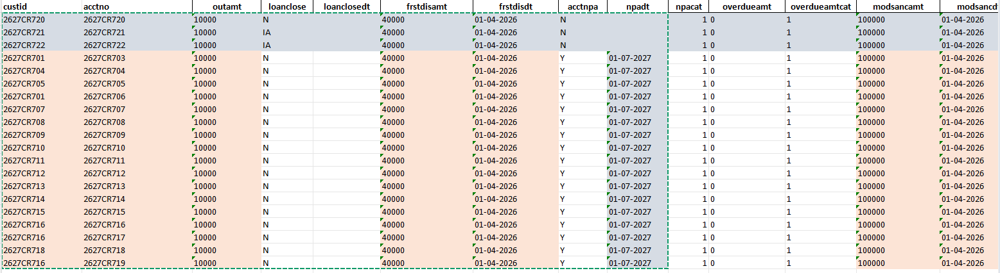 custid acctno outamt loanclose loanclosedt frstdisamt frstdisdt acctnpa npadt npacat overdueamt overdueamtcat modsancamt modsancd
2627CR720 2627CR720 10000 N 40000 01-04-2026 N 1 0 1 100000 01-04-2026
2627CR721 2627CR721 10000 IA 40000 01-04-2026 N 1 0 1 100000 01-04-2026
2627CR722 2627CR722 10000 IA 40000 01-04-2026 N 1 0 1 100000 01-04-2026
2627CR701 2627CR703 10000 N 40000 01-04-2026 Y 01-07-2027 1 0 1 100000 01-04-2026
2627CR704 2627CR704 10000 N 40000 01-04-2026 Y 01-07-2027 1 0 1 100000 01-04-2026
2627CR705 2627CR705 10000 N 40000 01-04-2026 Y 01-07-2027 1 0 1 100000 01-04-2026
2627CR701 2627CR706 10000 N 40000 01-04-2026 Y 01-07-2027 1 0 1 100000 01-04-2026
2627CR707 2627CR707 10000 N 40000 01-04-2026 Y 01-07-2027 1 0 1 100000 01-04-2026
2627CR708 2627CR708 10000 N 40000 01-04-2026 Y 01-07-2027 1 0 1 100000 01-04-2026
2627CR709 2627CR709 10000 N 40000 01-04-2026 Y 01-07-2027 1 0 1 100000 01-04-2026
2627CR710 2627CR710 10000 N 40000 01-04-2026 Y 01-07-2027 1 0 1 100000 01-04-2026
2627CR711 2627CR711 10000 N 40000 01-04-2026 Y 01-07-2027 1 0 1 100000 01-04-2026
2627CR712 2627CR712 10000 N 40000 01-04-2026 Y 01-07-2027 1 0 1 100000 01-04-2026
2627CR713 2627CR713 10000 N 40000 01-04-2026 Y 01-07-2027 1 0 1 100000 01-04-2026
2627CR714 2627CR714 10000 N 40000 01-04-2026 Y 01-07-2027 1 0 1 100000 01-04-2026
2627CR715 2627CR715 10000 N 40000 01-04-2026 Y 01-07-2027 1 0 1 100000 01-04-2026
2627CR716 2627CR716 10000 N 40000 01-04-2026 Y 01-07-2027 1 0 1 100000 01-04-2026
2627CR716 2627CR717 10000 N 40000 01-04-2026 Y 01-07-2027 1 0 1 100000 01-04-2026
2627CR718 2627CR718 10000 N 40000 01-04-2026 Y 01-07-2027 1 0 1 100000 01-04-2026
2627CR716 2627CR719 10000 N 40000 01-04-2026 Y 01-07-2027 1 0 1 100000 01-04-2026